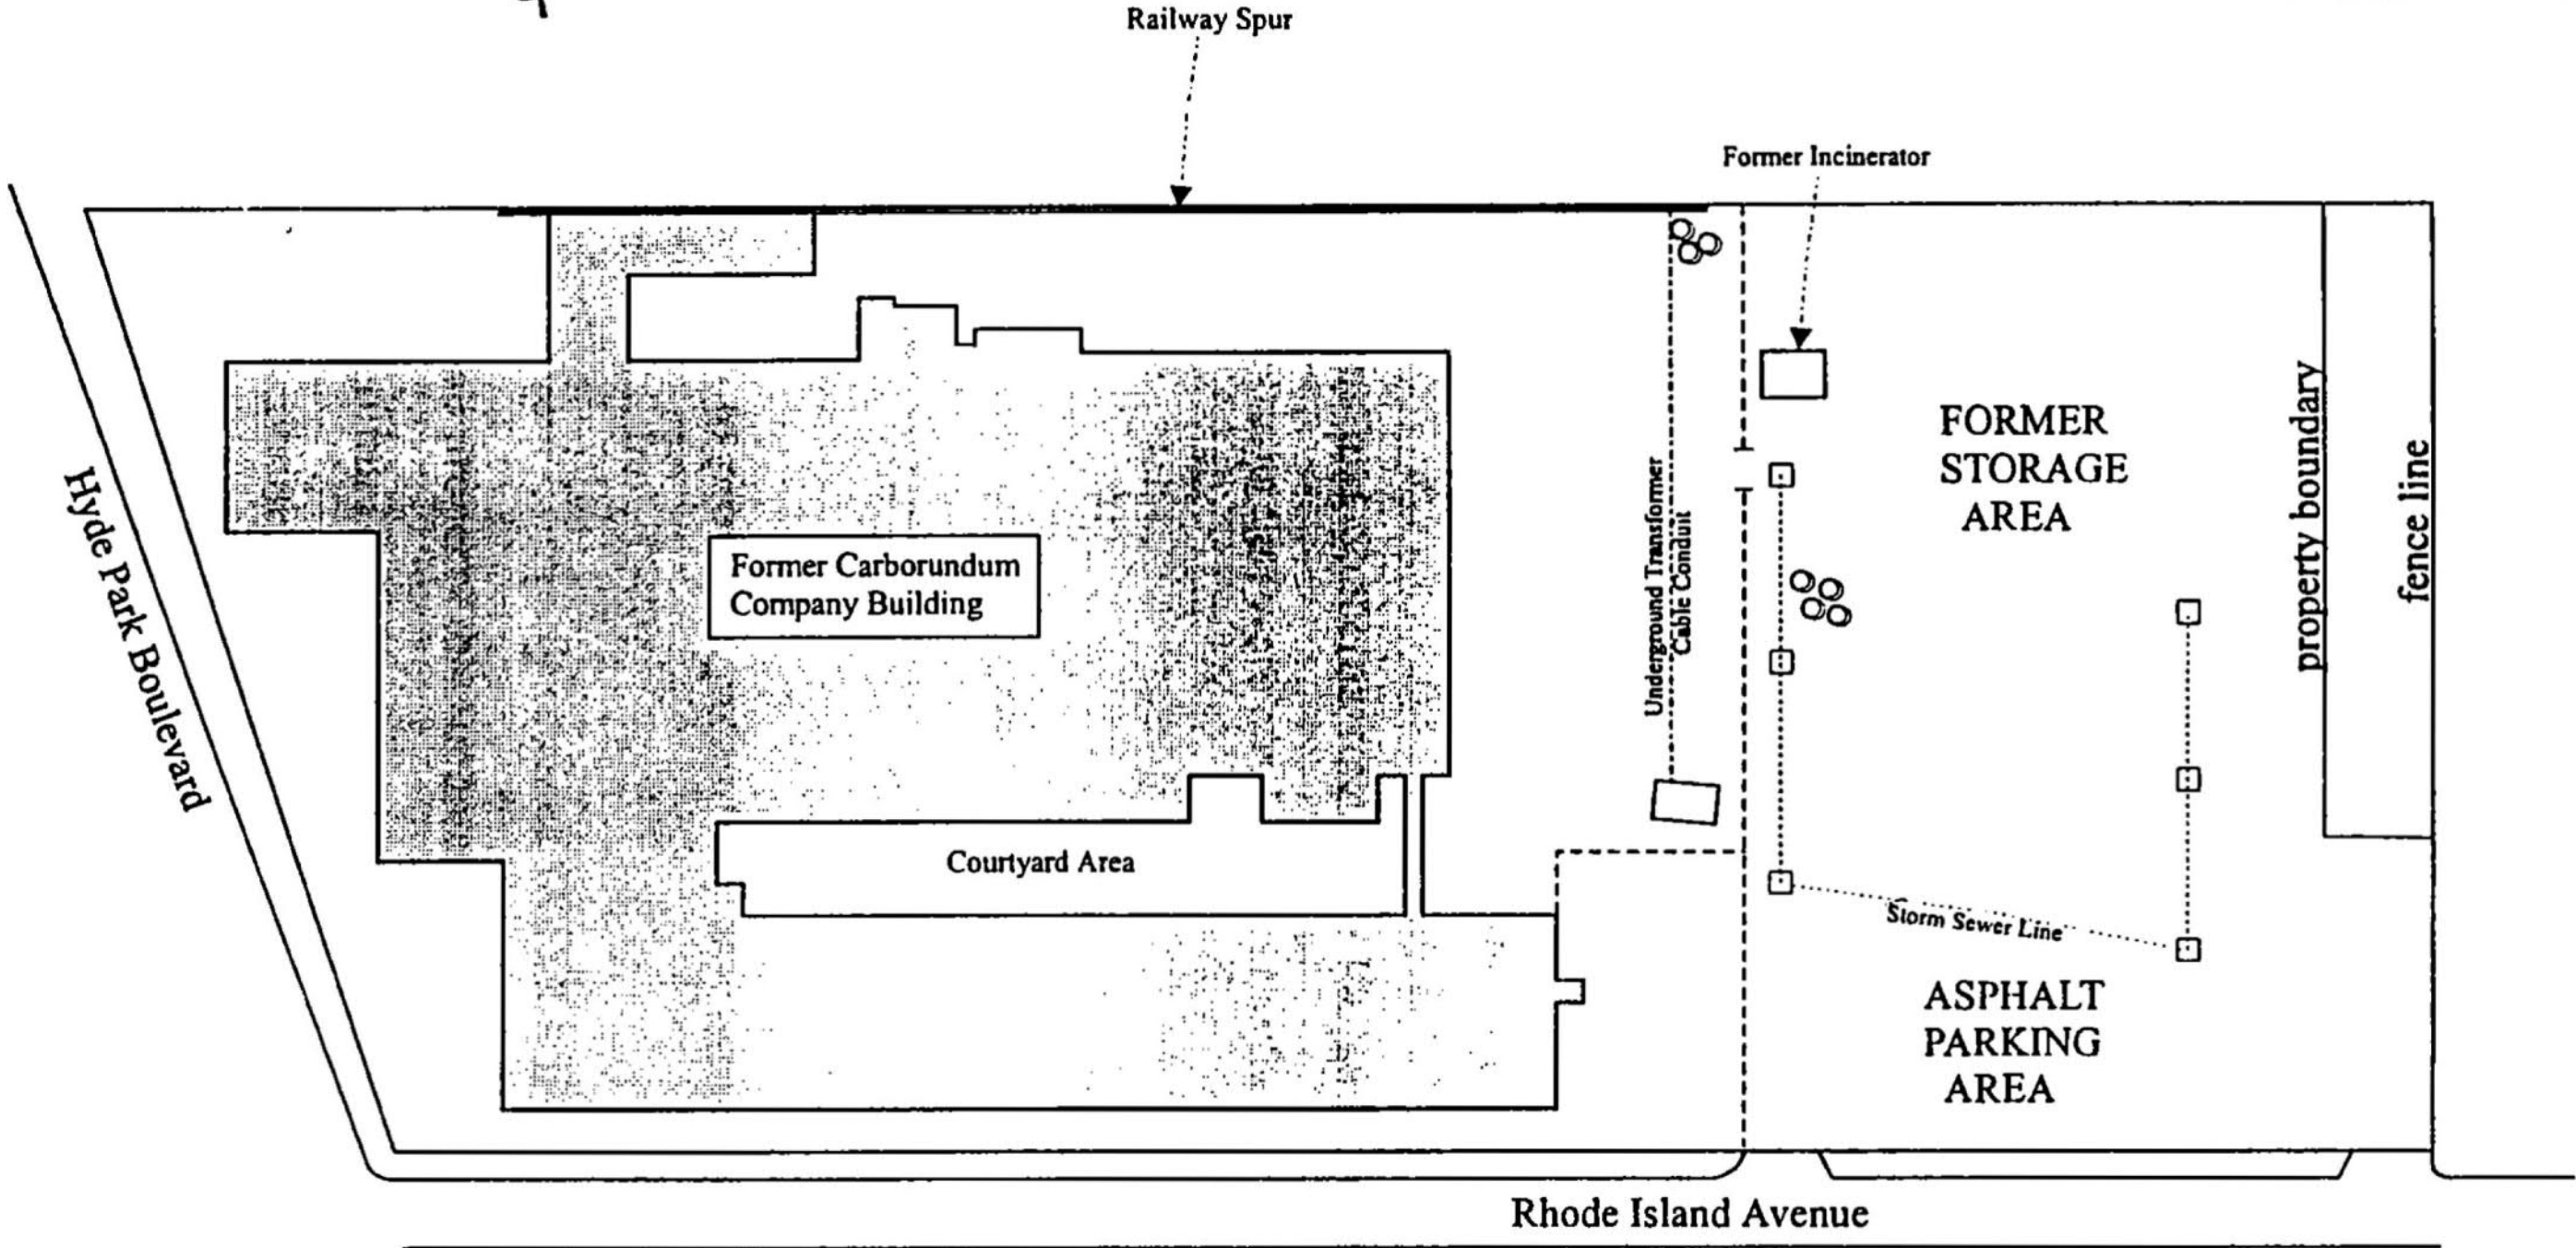 Railway Spur
Former Incinerator
FORMER
STORAGE
AREA
property boundary
fence line
Hyde Park Boulevard
Former Carborundum
Company Building
Underground Transformer
Cable Conduit
Courtyard Area
Storm Sewer Line
ASPHALT
PARKING
AREA
Rhode Island Avenue